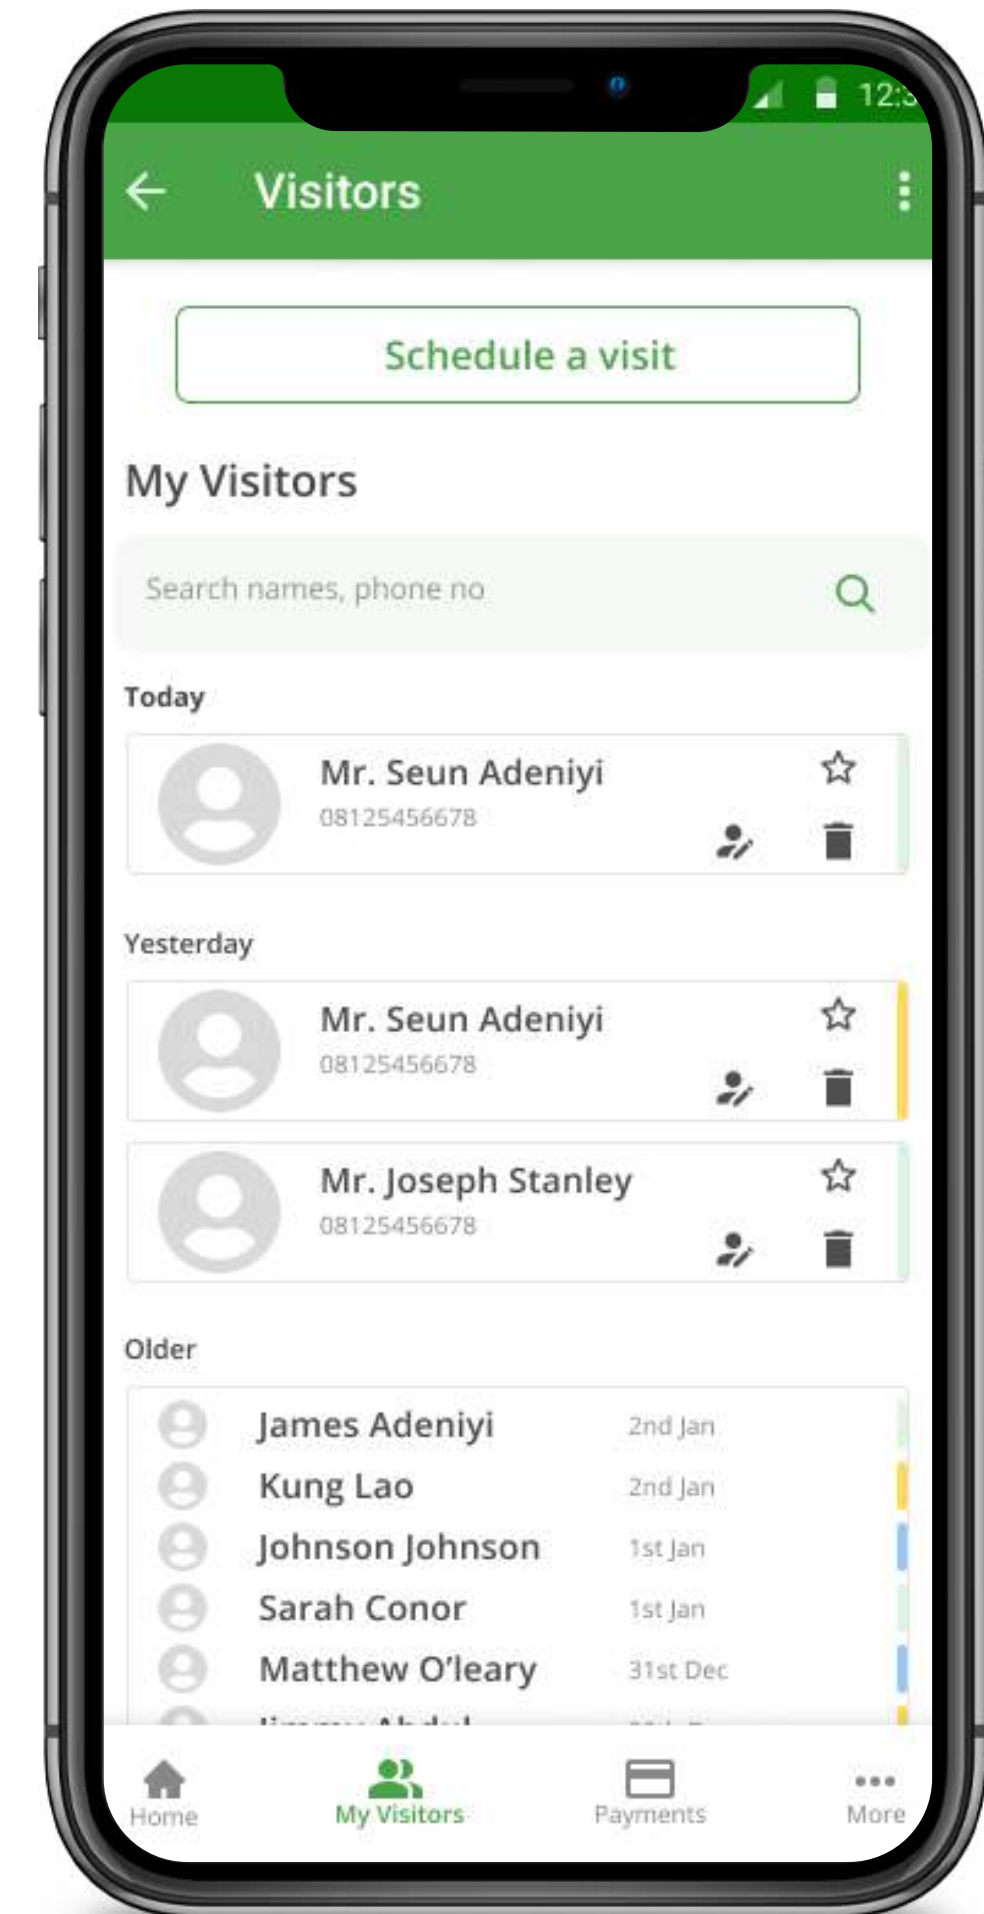 12:3
Visitors
Schedule a visit
My Visitors
Search names, phone no
Today
Mr. Seun Adeniyi
08125456678
Yesterday
Mr. Seun Adeniyi
08125456678
Mr. Joseph Stanley
08125456678
Older
James Adeniyi 2nd Jan
Kung Lao 2nd Jan
Johnson Johnson 1st Jan
Sarah Conor 1st Jan
Matthew O’leary 31st Dec
Home My Visitors Payments More